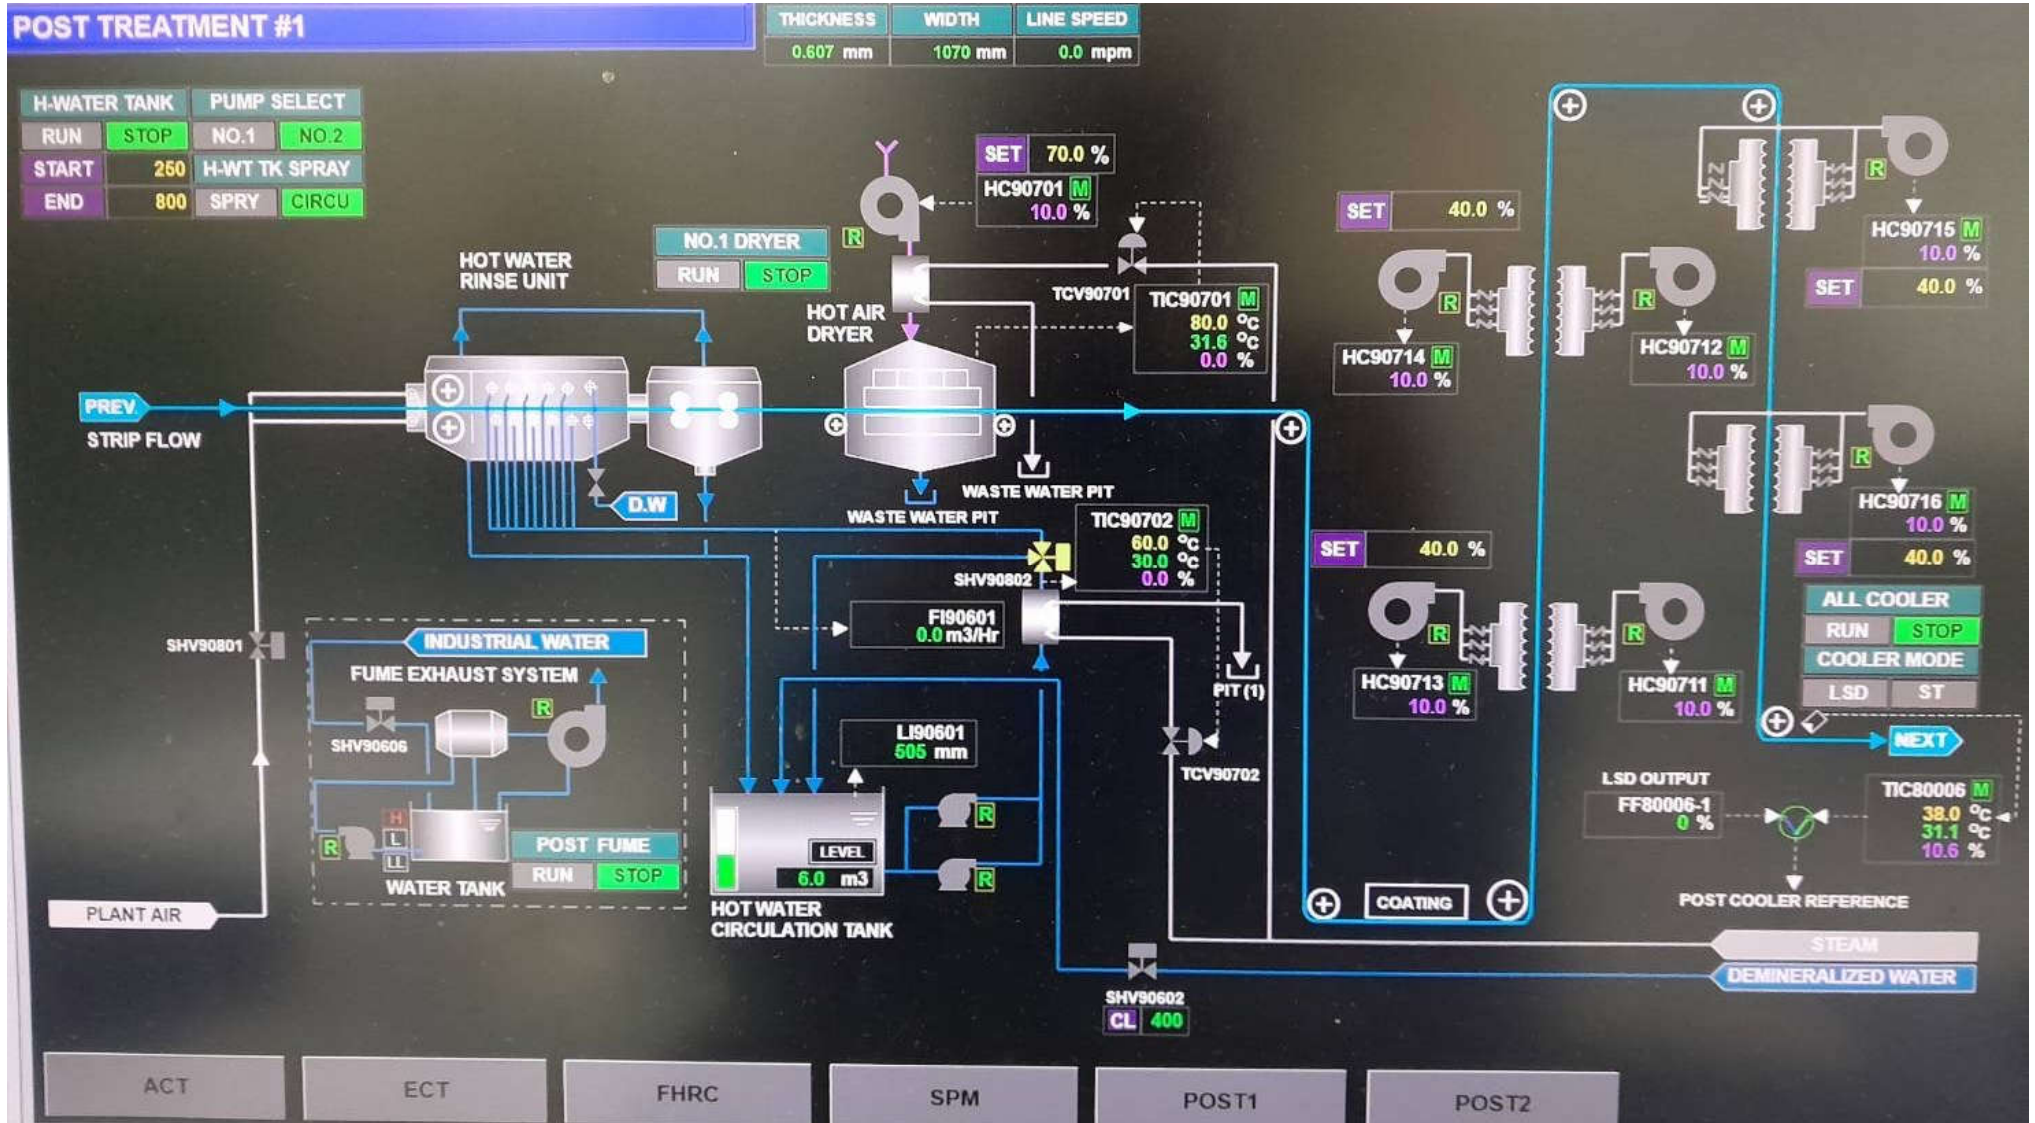 POST TREATMENT #1
THICKNESS WIDTH LINE SPEED
0.607 mm 1070 mm 0.0 mpm
H-WATER TANK PUMP SELECT
RUN STOP NO.1 NO.2
START 250 H-WT TK SPRAY
END 800 SPRY CIRCU
SET 70.0 %
HC90701 M
10.0 %
R
NO.1 DRYER
RUN STOP
HOT WATER
RINSE UNIT
HOT AIR
DRYER
TCV90701
TIC90701 M
80.0 °C
31.6 °C
0.0 %
PREV.
STRIP FLOW
D.W
WASTE WATER PIT
WASTE WATER PIT
TIC90702 M
60.0 °C
30.0 °C
0.0 %
SHV90802
FI90601
0.0 m3/Hr
PIT (1)
TCV90702
SHV90801
INDUSTRIAL WATER
FUME EXHAUST SYSTEM
R
SHV90606
R
H
L
LL
WATER TANK
POST FUME
RUN STOP
PLANT AIR
LI90601
505 mm
LEVEL
6.0 m3
R
R
HOT WATER
CIRCULATION TANK
SHV90602
CL 400
COATING
SET 40.0 %
R
HC90714 M
10.0 %
R
HC90712 M
10.0 %
R
HC90715 M
10.0 %
SET 40.0 %
R
HC90716 M
10.0 %
SET 40.0 %
SET 40.0 %
R
HC90713 M
10.0 %
R
HC90711 M
10.0 %
ALL COOLER
RUN STOP
COOLER MODE
LSD ST
NEXT
LSD OUTPUT
FF80006-1
0 %
TIC80006 M
38.0 °C
31.1 °C
10.6 %
POST COOLER REFERENCE
STEAM
DEMINERALIZED WATER
ACT ECT FHRC SPM POST1 POST2